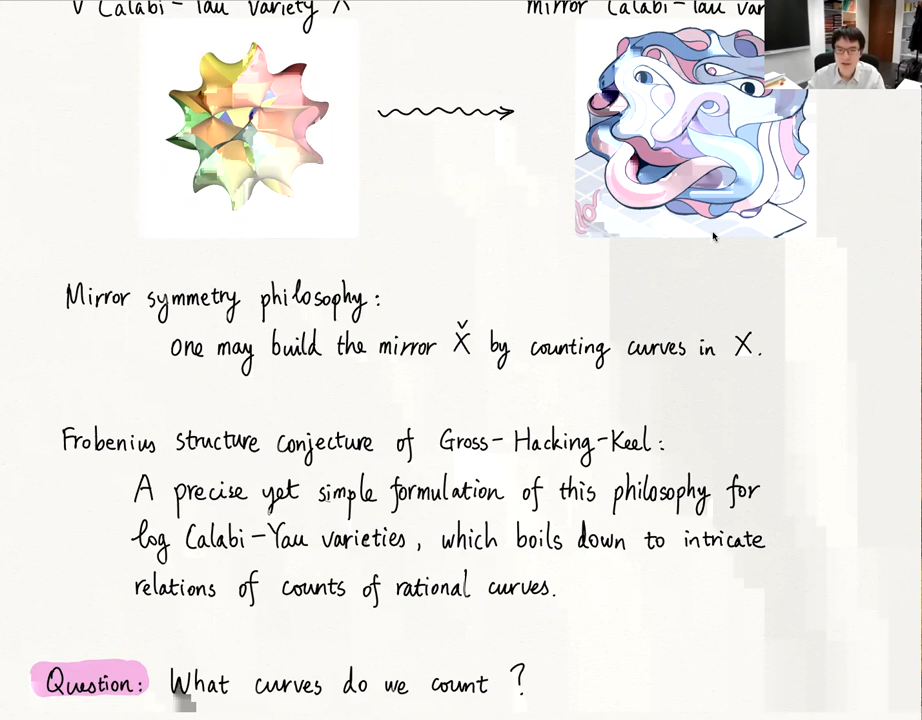 Calabi-Yau variety X
mirror Calabi-Yau var
Mirror symmetry philosophy:
one may build the mirror X̌ by counting curves in X.
Frobenius structure conjecture of Gross-Hacking-Keel:
A precise yet simple formulation of this philosophy for
log Calabi-Yau varieties, which boils down to intricate
relations of counts of rational curves.
Question: What curves do we count ?